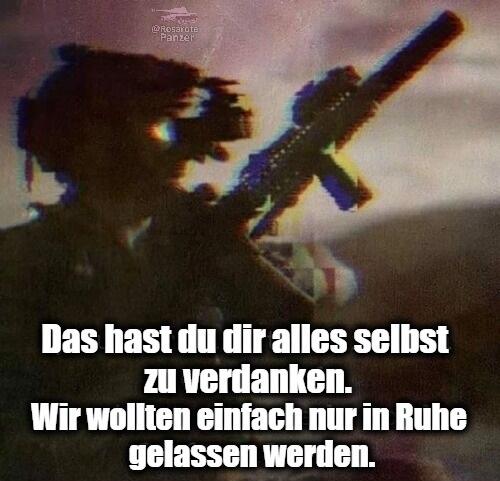 @Rosarote
Panzer
Das hast du dir alles selbst
zu verdanken.
Wir wollten einfach nur in Ruhe
gelassen werden.